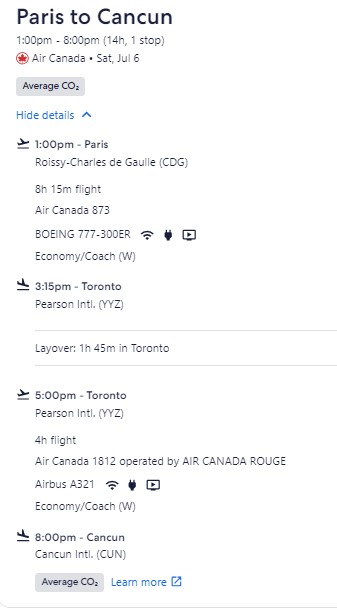 Paris to Cancun
1:00pm - 8:00pm (14h, 1 stop)
Air Canada • Sat, Jul 6
Average CO₂
Hide details
1:00pm - Paris
Roissy-Charles de Gaulle (CDG)
8h 15m flight
Air Canada 873
BOEING 777-300ER
Economy/Coach (W)
3:15pm - Toronto
Pearson Intl. (YYZ)
Layover: 1h 45m in Toronto
5:00pm - Toronto
Pearson Intl. (YYZ)
4h flight
Air Canada 1812 operated by AIR CANADA ROUGE
Airbus A321
Economy/Coach (W)
8:00pm - Cancun
Cancun Intl. (CUN)
Average CO₂ Learn more